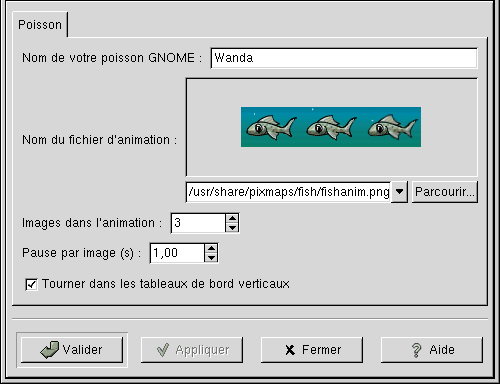 Poisson
Nom de votre poisson GNOME : Wanda
Nom du fichier d'animation :
/usr/share/pixmaps/fish/fishanim.png Parcourir...
Images dans l'animation : 3
Pause par image (s) : 1,00
Tourner dans les tableaux de bord verticaux
Valider Appliquer Fermer Aide